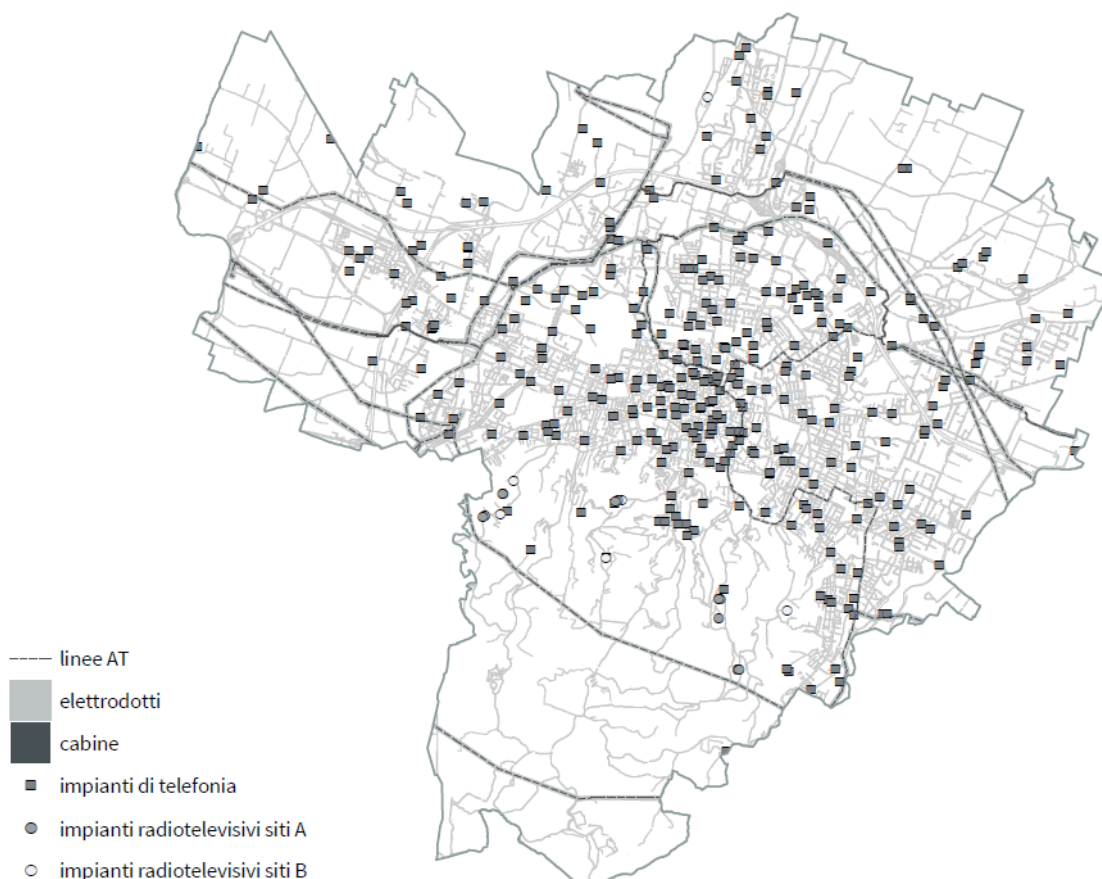 linee AT
elettrodotti
cabine
impianti di telefonia
impianti radiotelevisivi siti A
impianti radiotelevisivi siti B